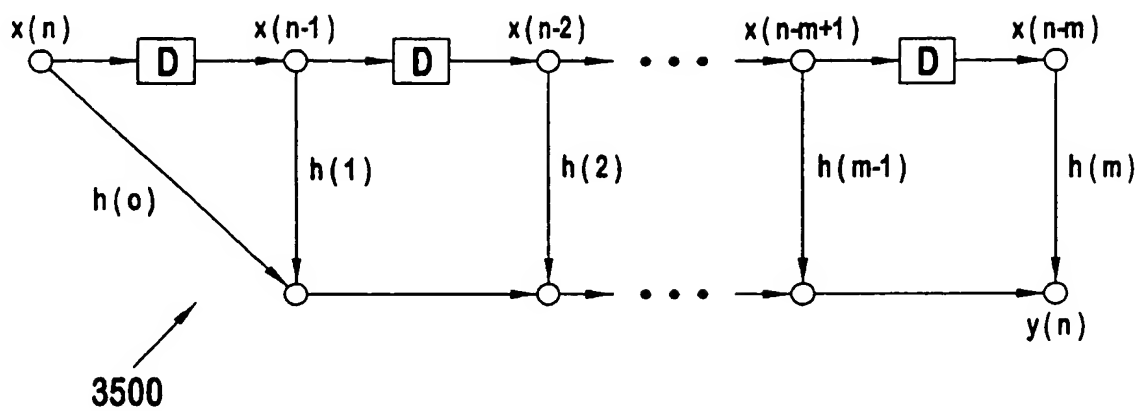 x(n) x(n-1) x(n-2) x(n-m+1) x(n-m)
D D D
h(o) h(1) h(2) h(m-1) h(m)
y(n)
3500